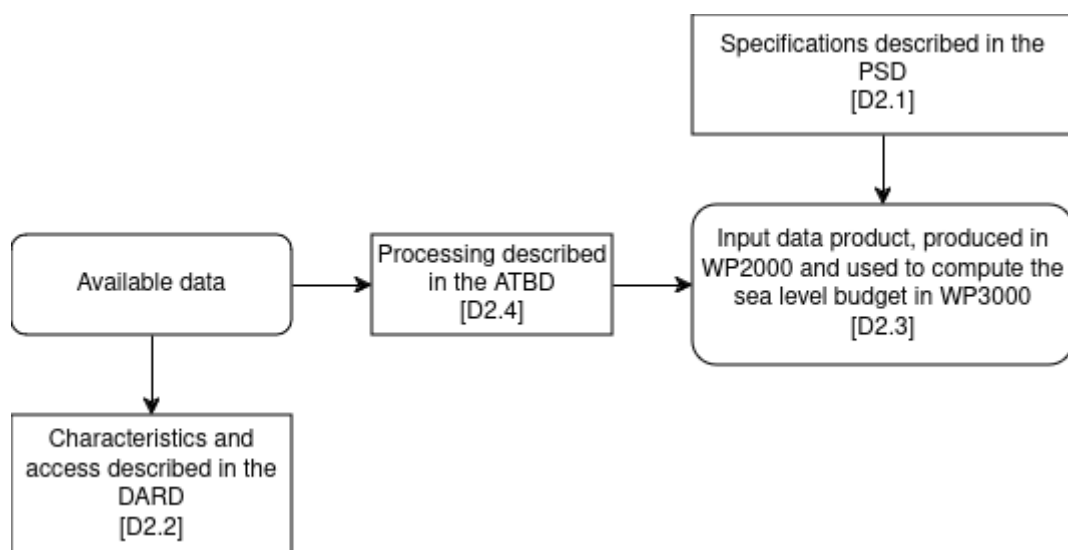 Specifications described in the
PSD
[D2.1]
Available data
Processing described
in the ATBD
[D2.4]
Input data product, produced in
WP2000 and used to compute the
sea level budget in WP3000
[D2.3]
Characteristics and
access described in the
DARD
[D2.2]